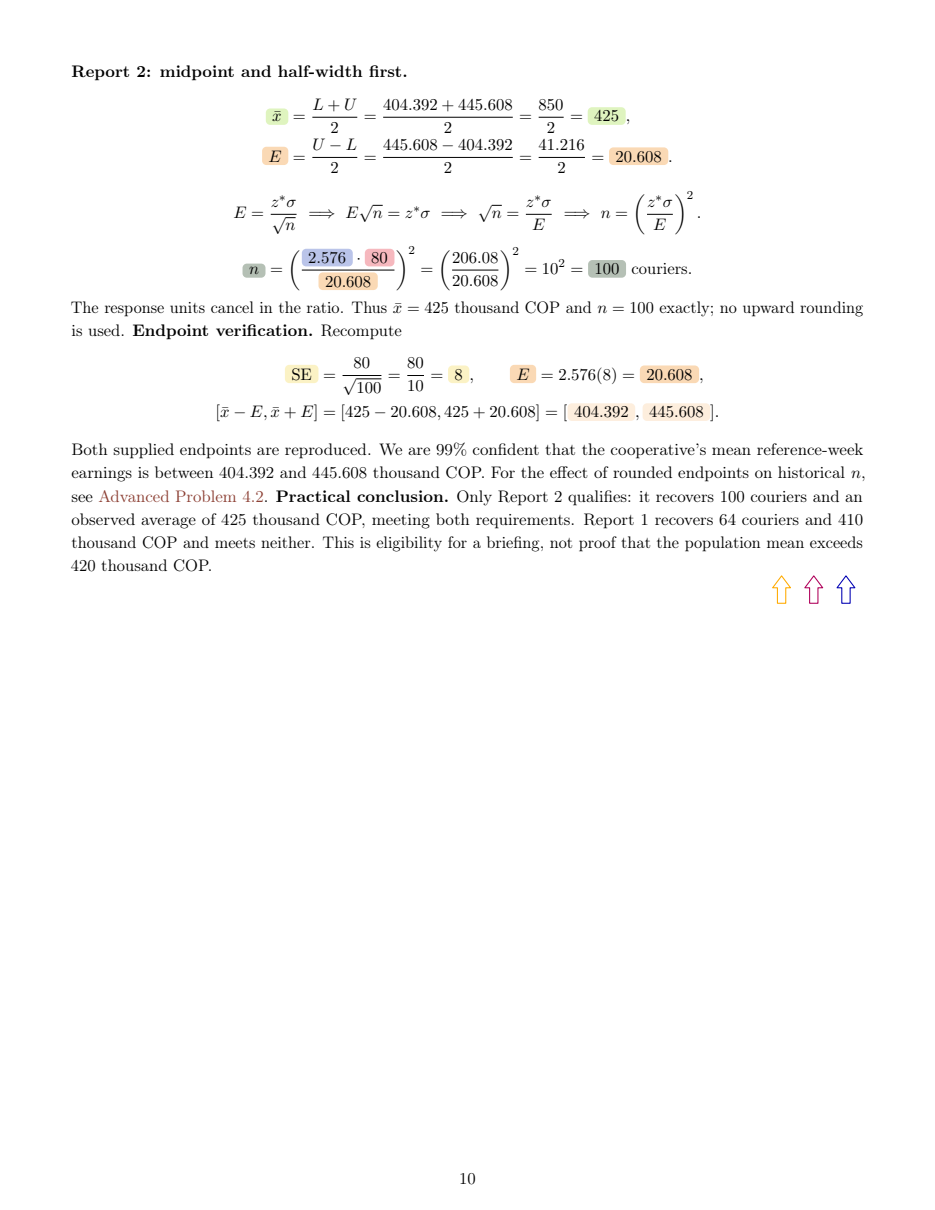 Report 2: midpoint and half-width first.
x̄ = (L + U)/2 = (404.392 + 445.608)/2 = 850/2 = 425,
E = (U − L)/2 = (445.608 − 404.392)/2 = 41.216/2 = 20.608.
E = z*σ/√n ⟹ E√n = z*σ ⟹ √n = z*σ/E ⟹ n = (z*σ/E)².
n = (2.576 · 80/20.608)² = (206.08/20.608)² = 10² = 100 couriers.
The response units cancel in the ratio. Thus x̄ = 425 thousand COP and n = 100 exactly; no upward rounding
is used. Endpoint verification. Recompute
SE = 80/√100 = 80/10 = 8, E = 2.576(8) = 20.608,
[x̄ − E, x̄ + E] = [425 − 20.608, 425 + 20.608] = [404.392, 445.608].
Both supplied endpoints are reproduced. We are 99% confident that the cooperative's mean reference-week
earnings is between 404.392 and 445.608 thousand COP. For the effect of rounded endpoints on historical n,
see Advanced Problem 4.2. Practical conclusion. Only Report 2 qualifies: it recovers 100 couriers and an
observed average of 425 thousand COP, meeting both requirements. Report 1 recovers 64 couriers and 410
thousand COP and meets neither. This is eligibility for a briefing, not proof that the population mean exceeds
420 thousand COP.
10